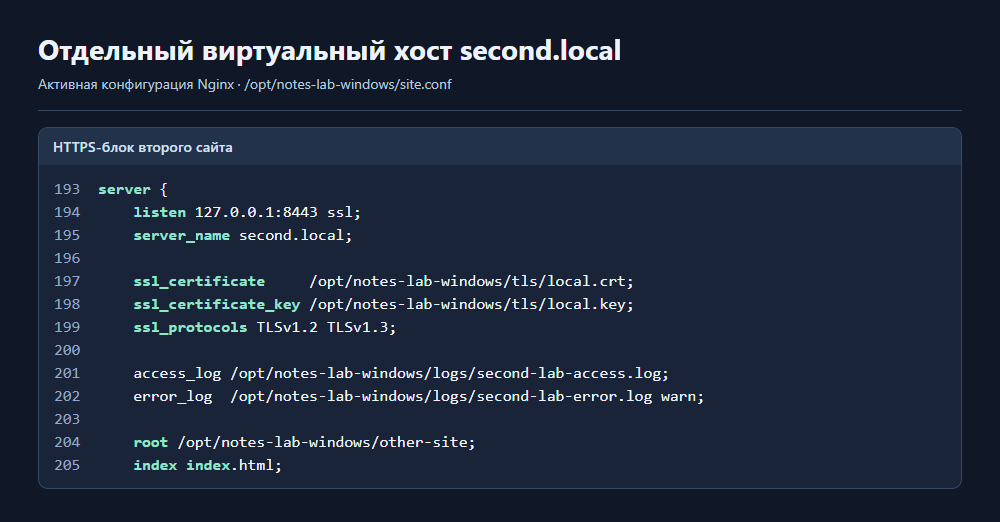 Отдельный виртуальный хост second.local
Активная конфигурация Nginx · /opt/notes-lab-windows/site.conf
HTTPS-блок второго сайта
193 server {
194     listen 127.0.0.1:8443 ssl;
195     server_name second.local;
196
197     ssl_certificate     /opt/notes-lab-windows/tls/local.crt;
198     ssl_certificate_key /opt/notes-lab-windows/tls/local.key;
199     ssl_protocols TLSv1.2 TLSv1.3;
200
201     access_log /opt/notes-lab-windows/logs/second-lab-access.log;
202     error_log  /opt/notes-lab-windows/logs/second-lab-error.log warn;
203
204     root /opt/notes-lab-windows/other-site;
205     index index.html;